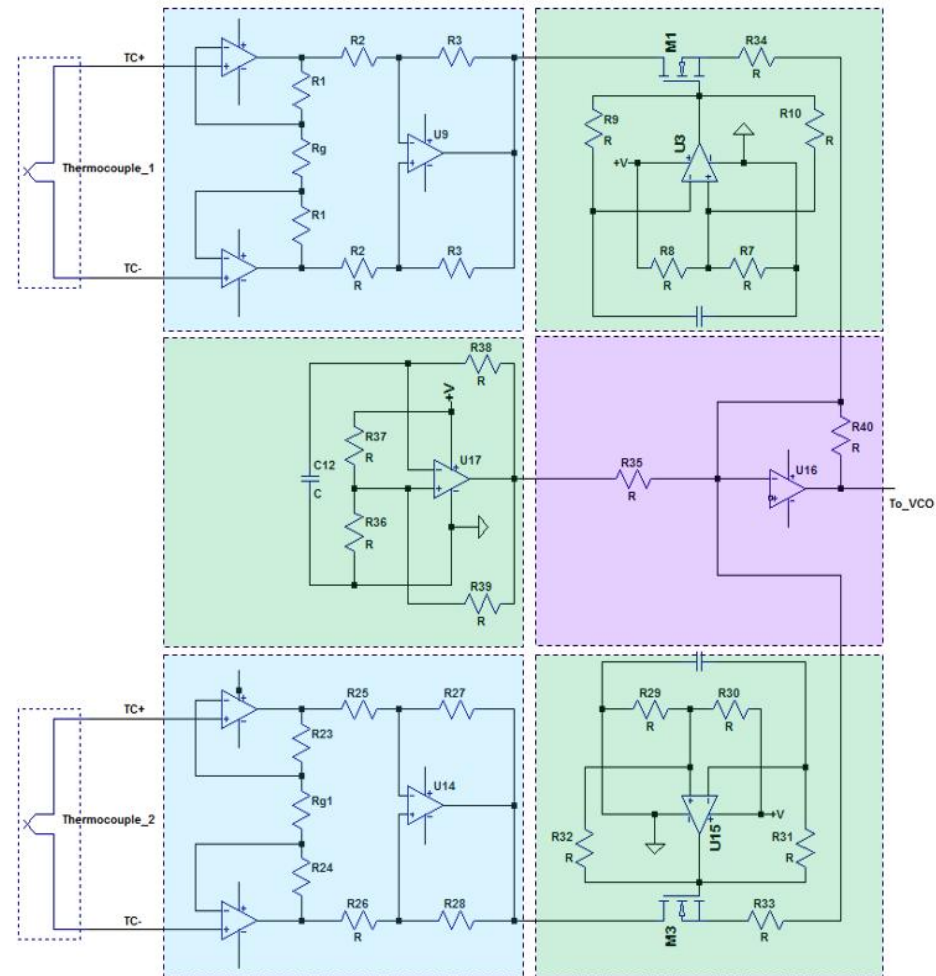 TC+
Thermocouple_1
TC-
R2
R3
R1
Rg
R1
U9
R2
R
R3
M1
R34
R
R9
R
R10
R
U3
+V
R8
R
R7
R
R38
R
+V
R37
R
C12
C
U17
R36
R
R39
R
R35
R
R40
R
U16
To_VCO
TC+
Thermocouple_2
TC-
R25
R27
R23
Rg1
R24
U14
R26
R
R28
R29
R
R30
R
+V
U15
R32
R
R31
R
M3
R33
R